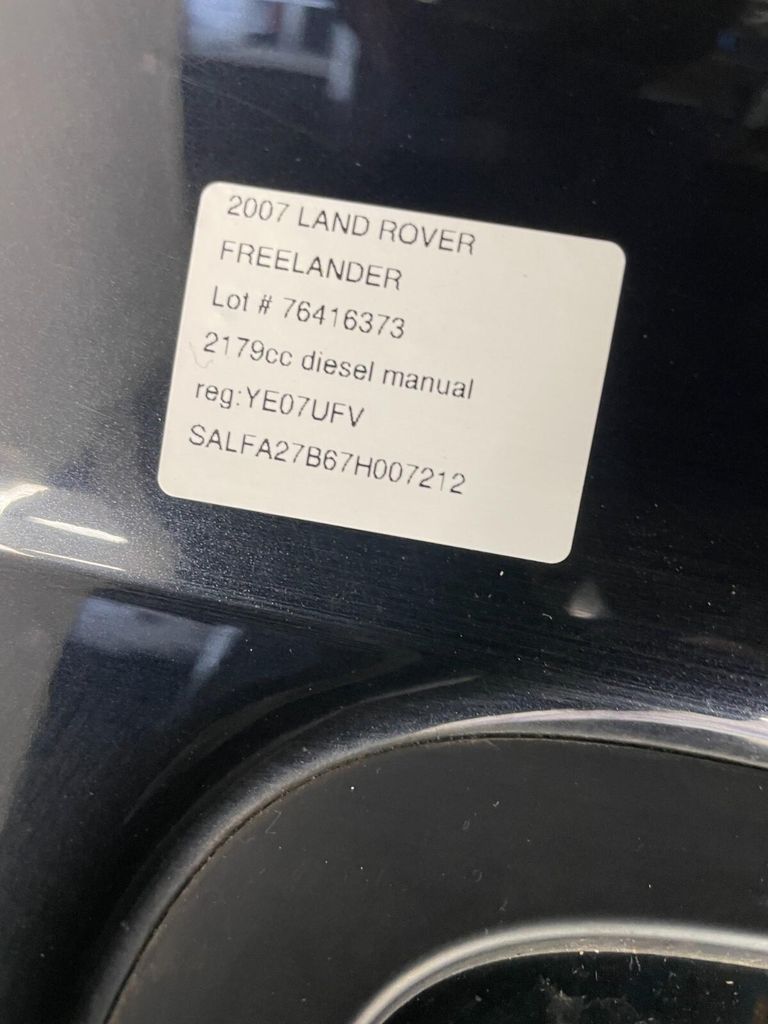 2007 LAND ROVER
FREELANDER
Lot # 76416373
2179cc diesel manual
reg:YE07UFV
SALFA27B67H007212